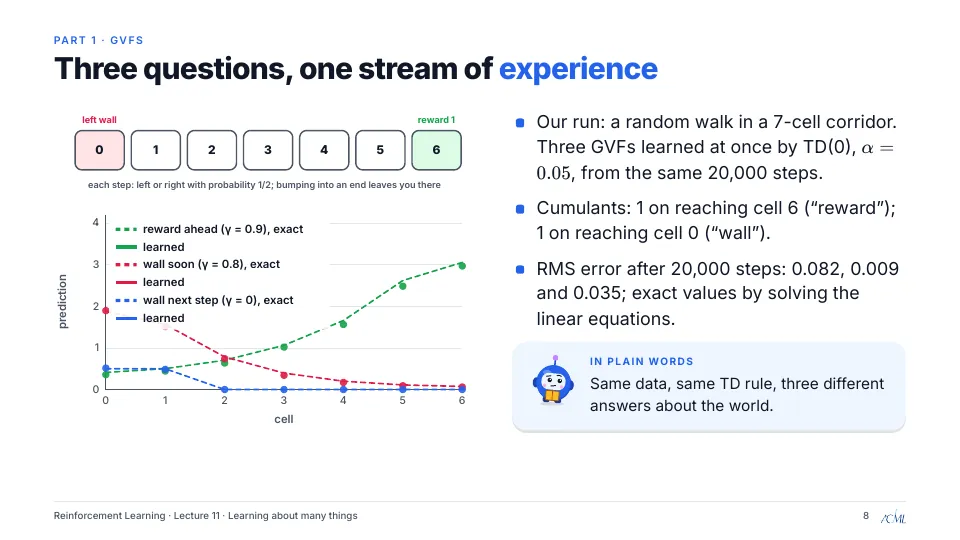 PART 1 · GVFS
Three questions, one stream of experience
left wall
reward 1
0 1 2 3 4 5 6
each step: left or right with probability 1/2; bumping into an end leaves you there
prediction
4
3
2
1
0
reward ahead (γ = 0.9), exact
learned
wall soon (γ = 0.8), exact
learned
wall next step (γ = 0), exact
learned
0 1 2 3 4 5 6
cell
Our run: a random walk in a 7-cell corridor.
Three GVFs learned at once by TD(0), α =
0.05, from the same 20,000 steps.
Cumulants: 1 on reaching cell 6 (“reward”);
1 on reaching cell 0 (“wall”).
RMS error after 20,000 steps: 0.082, 0.009
and 0.035; exact values by solving the
linear equations.
IN PLAIN WORDS
Same data, same TD rule, three different
answers about the world.
Reinforcement Learning · Lecture 11 · Learning about many things
8
ACML